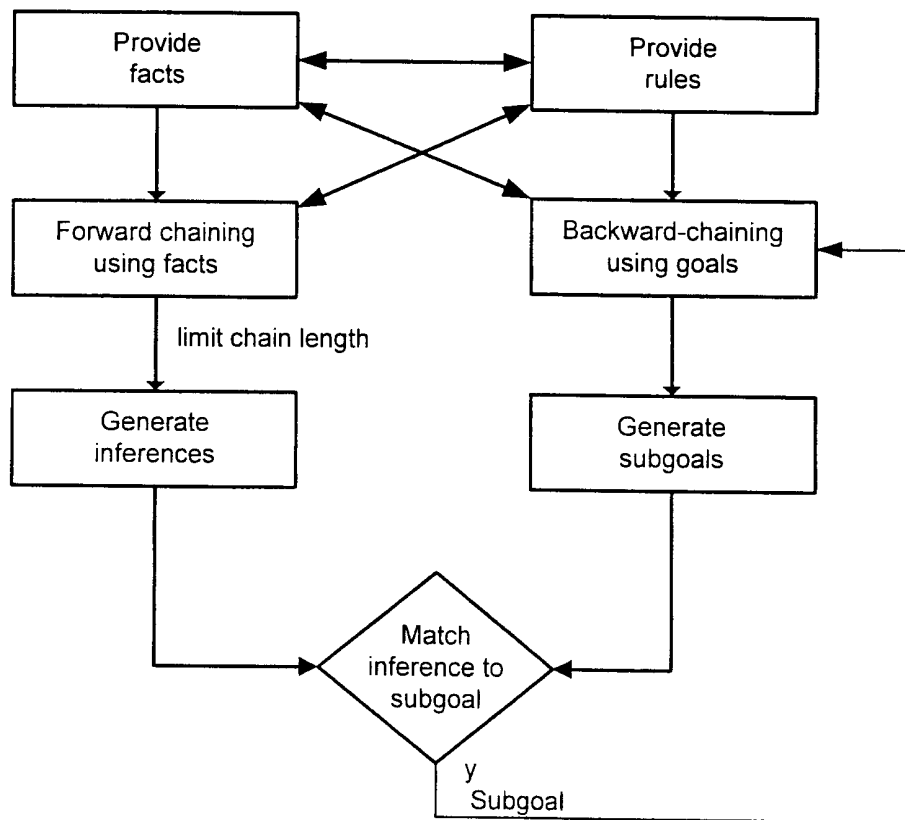 Provide
facts
Provide
rules
Forward chaining
using facts
Backward-chaining
using goals
limit chain length
Generate
inferences
Generate
subgoals
Match
inference to
subgoal
y
Subgoal